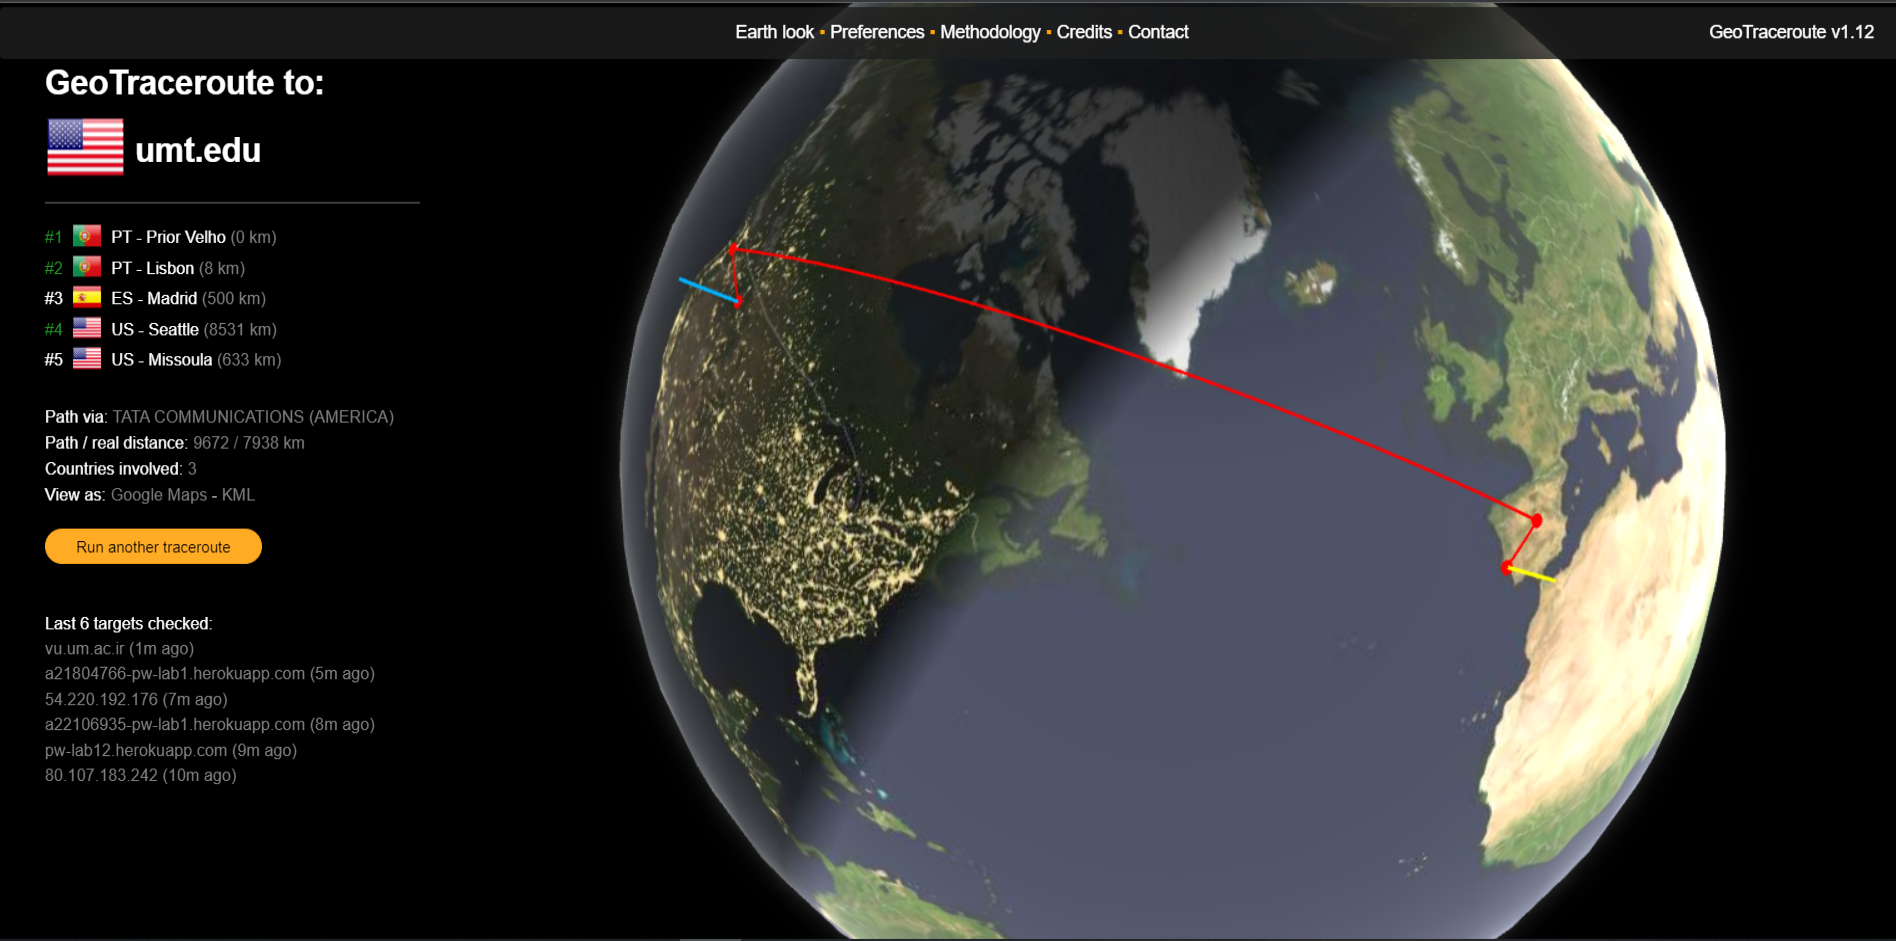 Earth look ▪ Preferences ▪ Methodology ▪ Credits ▪ Contact
GeoTraceroute v1.12
GeoTraceroute to:
umt.edu
#1 PT - Prior Velho (0 km)
#2 PT - Lisbon (8 km)
#3 ES - Madrid (500 km)
#4 US - Seattle (8531 km)
#5 US - Missoula (633 km)
Path via: TATA COMMUNICATIONS (AMERICA)
Path / real distance: 9672 / 7938 km
Countries involved: 3
View as: Google Maps - KML
Run another traceroute
Last 6 targets checked:
vu.um.ac.ir (1m ago)
a21804766-pw-lab1.herokuapp.com (5m ago)
54.220.192.176 (7m ago)
a22106935-pw-lab1.herokuapp.com (8m ago)
pw-lab12.herokuapp.com (9m ago)
80.107.183.242 (10m ago)